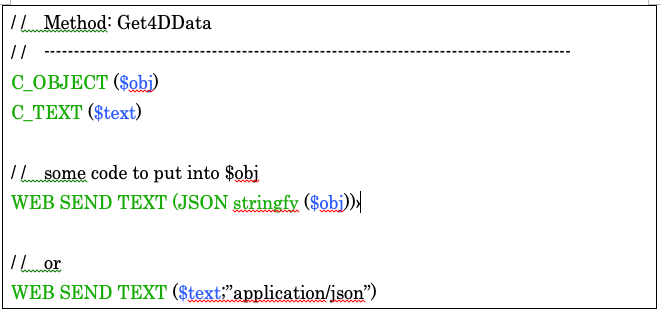 //　Method: Get4DData
//　-----------------------------------------------------------------------------------------
C_OBJECT ($obj)
C_TEXT ($text)
//　some code to put into $obj
WEB SEND TEXT (JSON stringfy ($obj))›
//　or
WEB SEND TEXT ($text;”application/json”)